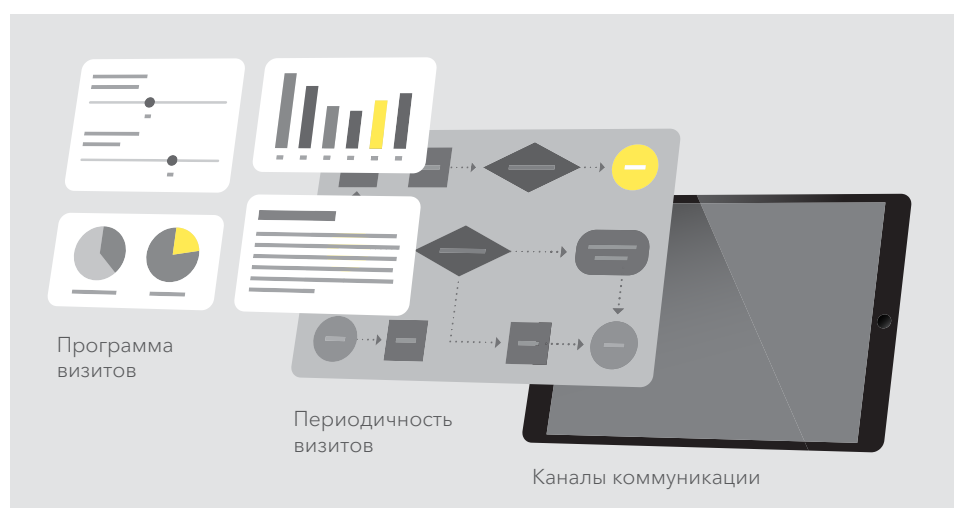 Программа
визитов
Периодичность
визитов
Каналы коммуникации